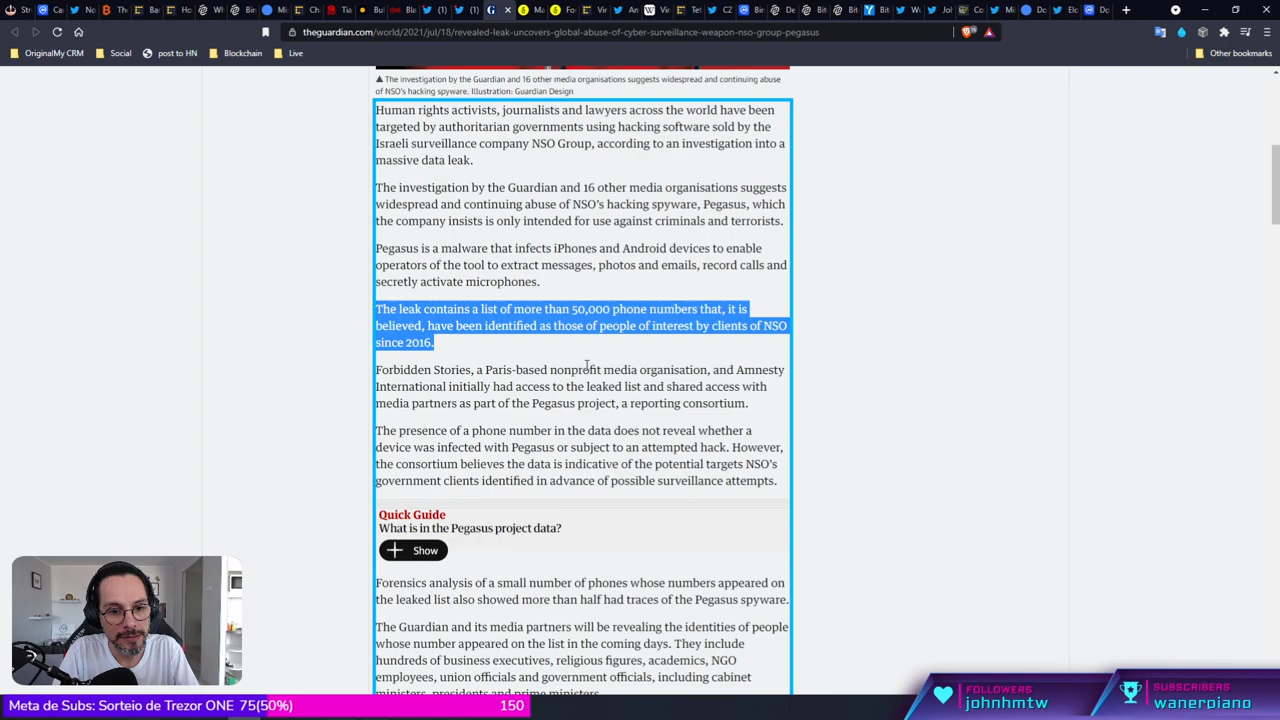 theguardian.com/world/2021/jul/18/revealed-leak-uncovers-global-abuse-of-cyber-surveillance-weapon-nso-group-pegasus
OriginalMy CRM
Social
post to HN
Blockchain
Live
Other bookmarks
▲ The investigation by the Guardian and 16 other media organisations suggests widespread and continuing abuse
of NSO's hacking spyware. Illustration: Guardian Design
Human rights activists, journalists and lawyers across the world have been
targeted by authoritarian governments using hacking software sold by the
Israeli surveillance company NSO Group, according to an investigation into a
massive data leak.
The investigation by the Guardian and 16 other media organisations suggests
widespread and continuing abuse of NSO's hacking spyware, Pegasus, which
the company insists is only intended for use against criminals and terrorists.
Pegasus is a malware that infects iPhones and Android devices to enable
operators of the tool to extract messages, photos and emails, record calls and
secretly activate microphones.
The leak contains a list of more than 50,000 phone numbers that, it is
believed, have been identified as those of people of interest by clients of NSO
since 2016.
Forbidden Stories, a Paris-based nonprofit media organisation, and Amnesty
International initially had access to the leaked list and shared access with
media partners as part of the Pegasus project, a reporting consortium.
The presence of a phone number in the data does not reveal whether a
device was infected with Pegasus or subject to an attempted hack. However,
the consortium believes the data is indicative of the potential targets NSO's
government clients identified in advance of possible surveillance attempts.
Quick Guide
What is in the Pegasus project data?
Show
Forensics analysis of a small number of phones whose numbers appeared on
the leaked list also showed more than half had traces of the Pegasus spyware.
The Guardian and its media partners will be revealing the identities of people
whose number appeared on the list in the coming days. They include
hundreds of business executives, religious figures, academics, NGO
employees, union officials and government officials, including cabinet
ministers, presidents and prime ministers.
Meta de Subs: Sorteio de Trezor ONE 75(50%) 150
FOLLOWERS
johnhmtw
SUBSCRIBERS
wanerpiano